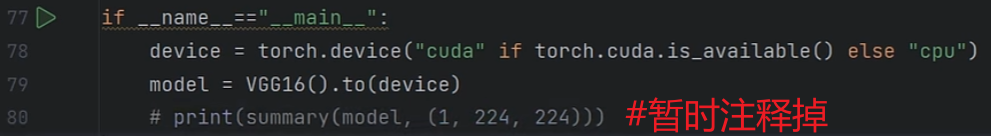 77 if __name__=="__main__":
78 device = torch.device("cuda" if torch.cuda.is_available() else "cpu")
79 model = VGG16().to(device)
80 # print(summary(model, (1, 224, 224))) #暂时注释掉